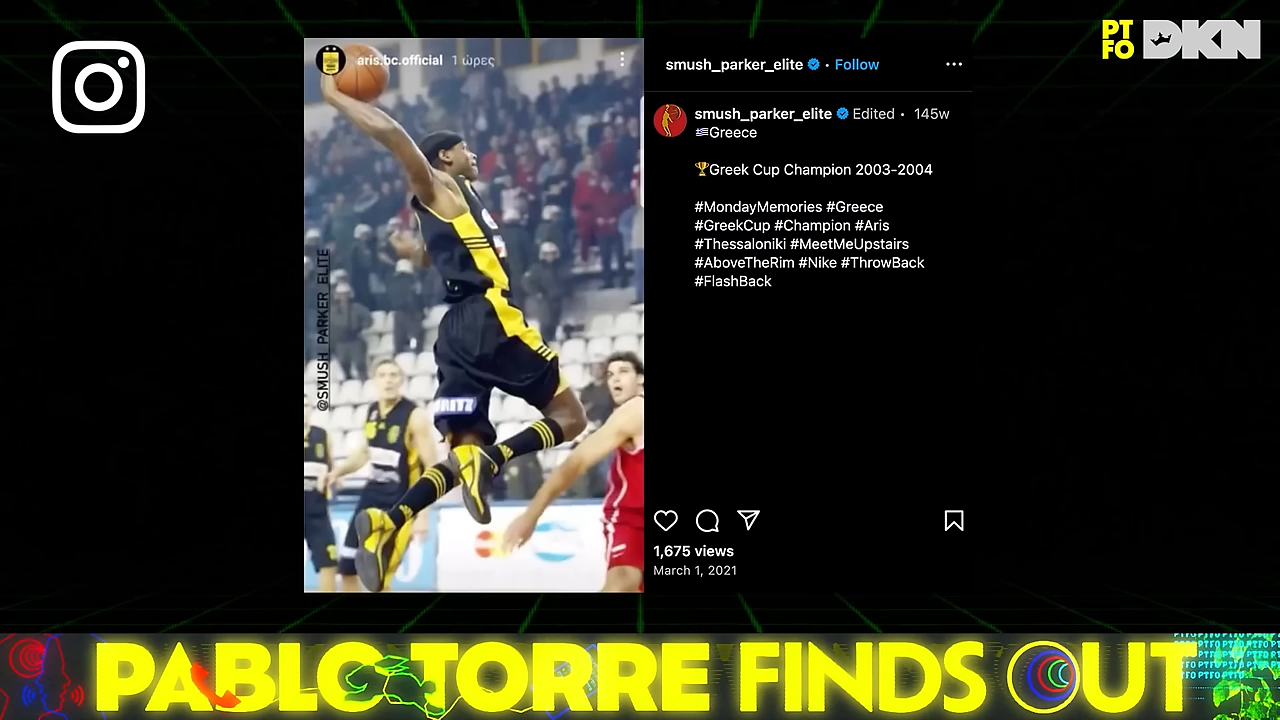 PT
FO DKN
aris.bc.official 1 ώρες
@SMUSH_PARKER_ELITE
smush_parker_elite • Follow
smush_parker_elite Edited • 145w
🇬🇷Greece
🏆Greek Cup Champion 2003-2004
#MondayMemories #Greece
#GreekCup #Champion #Aris
#Thessaloniki #MeetMeUpstairs
#AboveTheRim #Nike #ThrowBack
#FlashBack
1,675 views
March 1, 2021
PABLO TORRE FINDS OUT